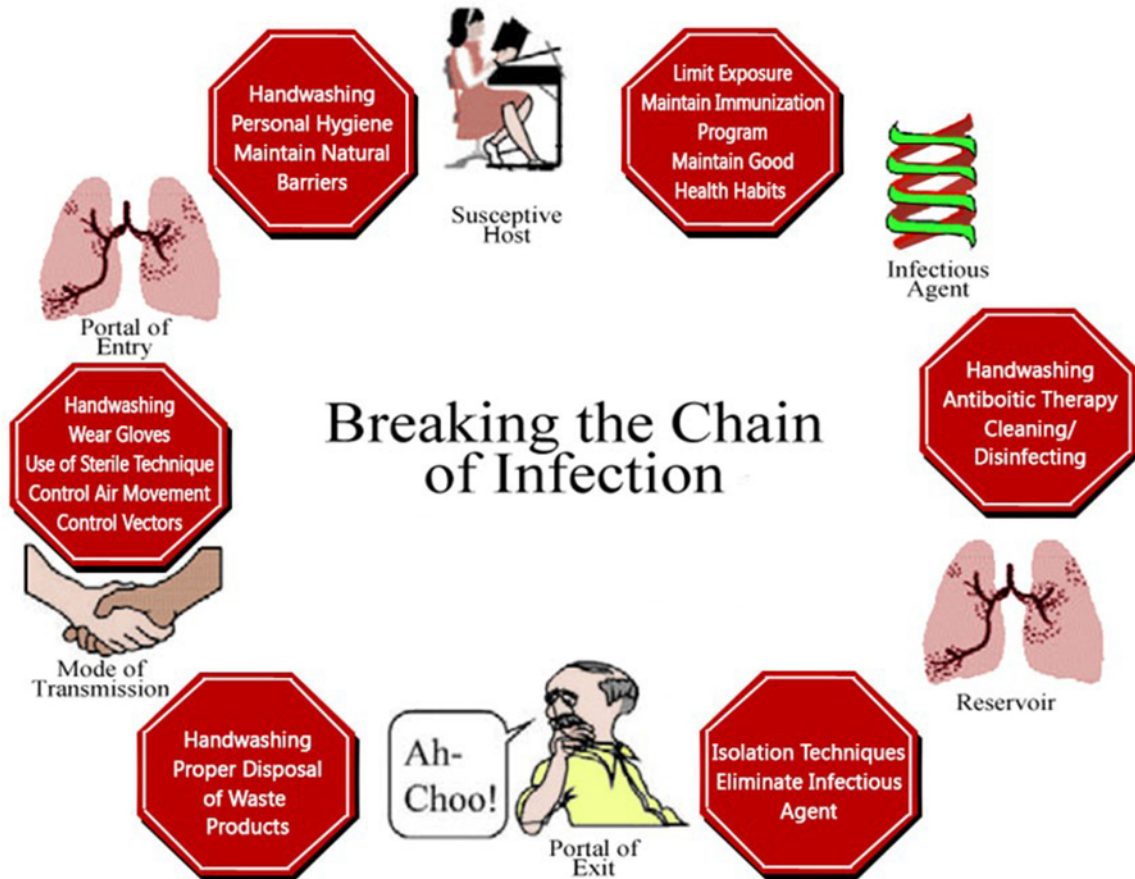 Breaking the Chain
of Infection
Susceptive
Host
Limit Exposure
Maintain Immunization
Program
Maintain Good
Health Habits
Infectious
Agent
Handwashing
Antiboitic Therapy
Cleaning/
Disinfecting
Reservoir
Isolation Techniques
Eliminate Infectious
Agent
Ah-
Choo!
Portal of
Exit
Handwashing
Proper Disposal
of Waste
Products
Mode of
Transmission
Handwashing
Wear Gloves
Use of Sterile Technique
Control Air Movement
Control Vectors
Portal of
Entry
Handwashing
Personal Hygiene
Maintain Natural
Barriers